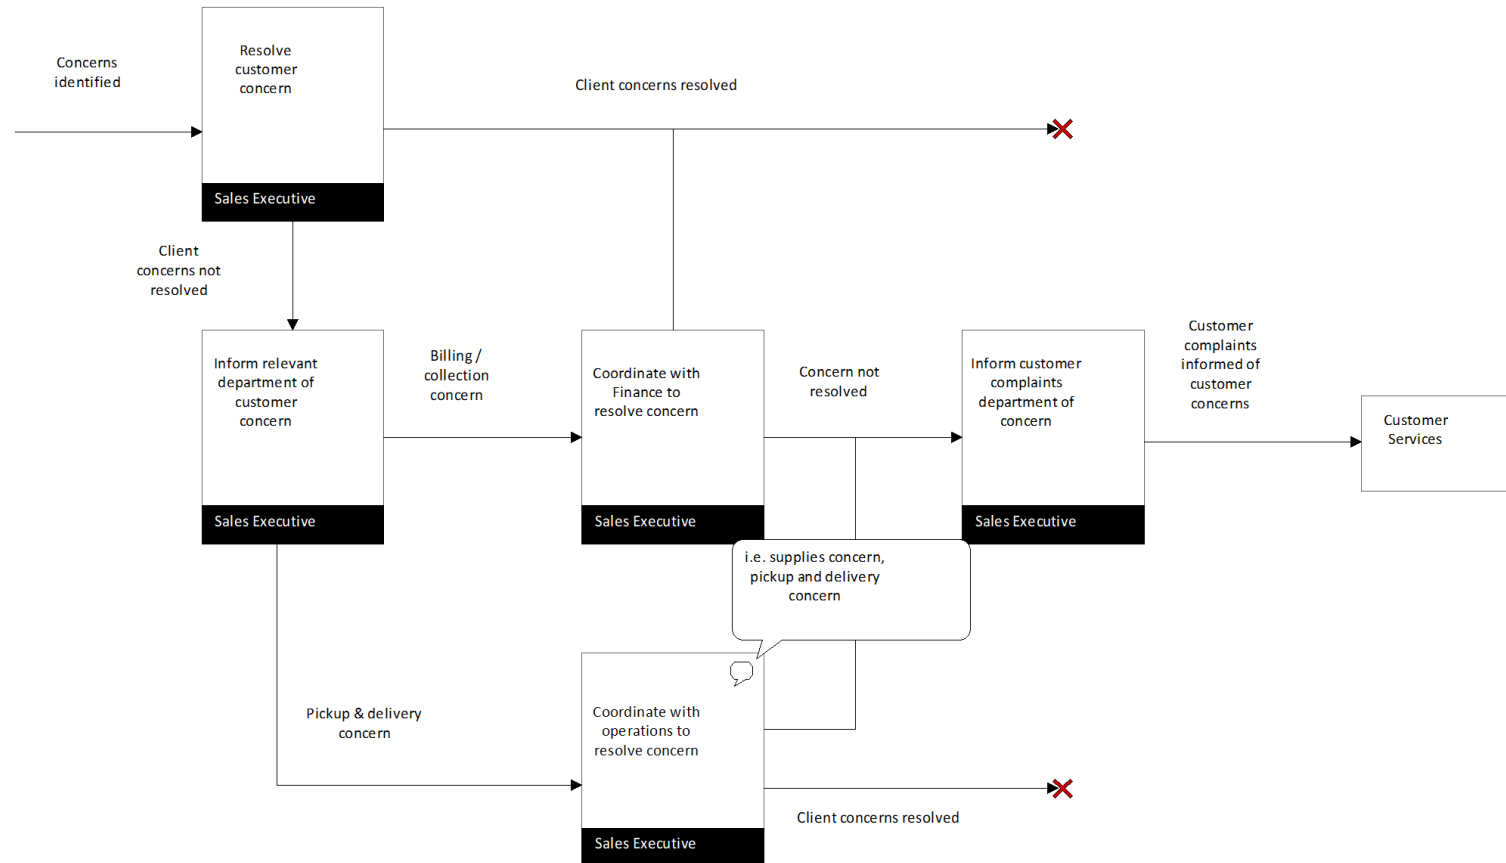 Concerns
identified
Resolve
customer
concern
Sales Executive
Client concerns resolved
Client
concerns not
resolved
Inform relevant
department of
customer
concern
Sales Executive
Billing /
collection
concern
Coordinate with
Finance to
resolve concern
Sales Executive
Concern not
resolved
Inform customer
complaints
department of
concern
Sales Executive
Customer
complaints
informed of
customer
concerns
Customer
Services
i.e. supplies concern,
pickup and delivery
concern
Pickup & delivery
concern
Coordinate with
operations to
resolve concern
Sales Executive
Client concerns resolved